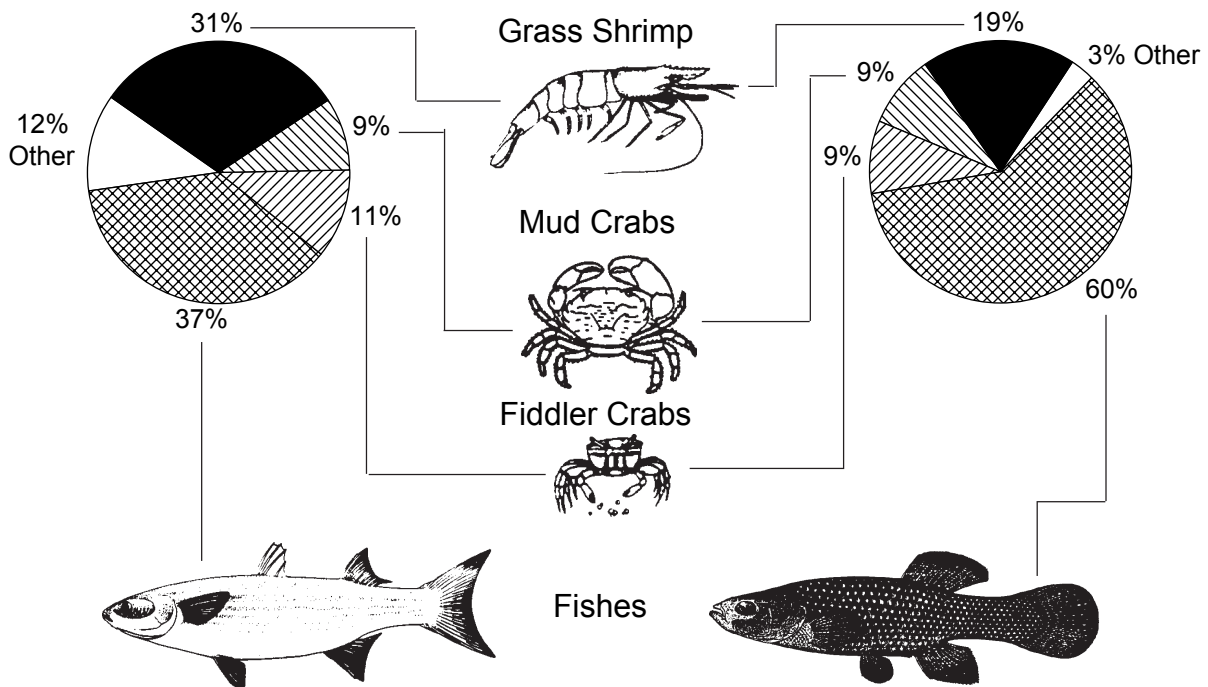 31%
Grass Shrimp
19%
3% Other
9%
12%
Other
9%
9%
11%
Mud Crabs
60%
37%
Fiddler Crabs
Fishes